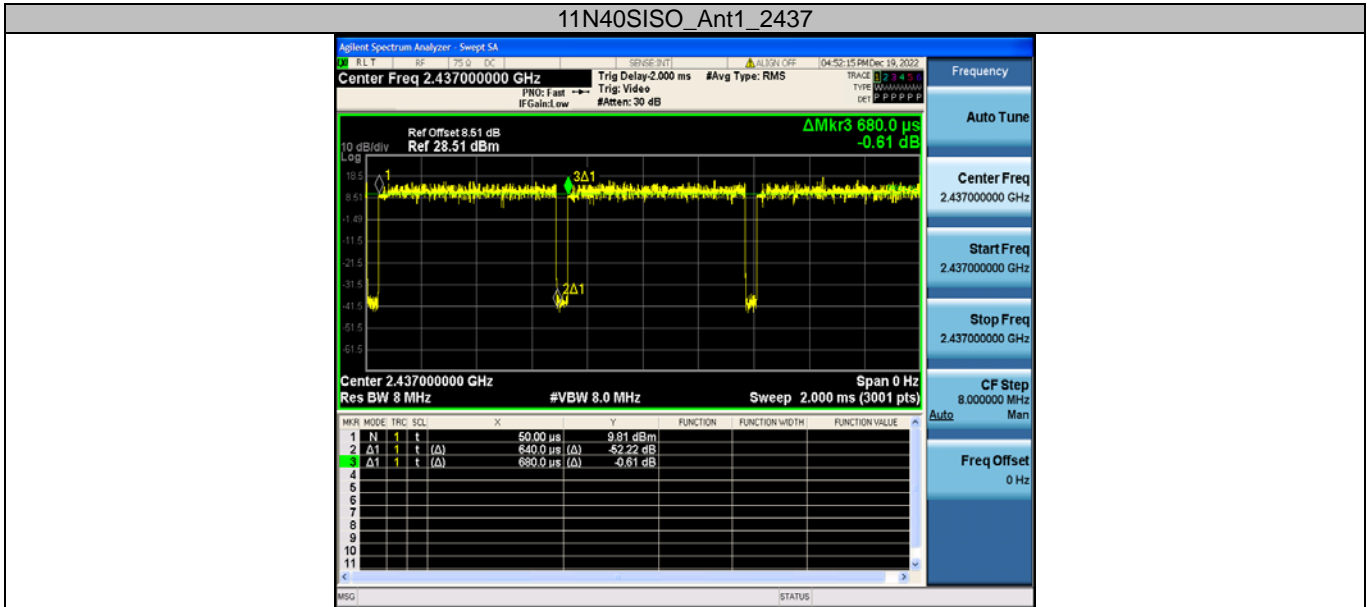 11N40SISO_Ant1_2437
Agilent Spectrum Analyzer - Swept SA
RLT RF 75 Ω DC SENSE:INT ALIGN OFF 04:52:15 PM Dec 19, 2022
Center Freq 2.437000000 GHz
PNO: Fast
IFGain:Low
Trig Delay-2.000 ms
Trig: Video
#Atten: 30 dB
#Avg Type: RMS
TRACE 1 2 3 4 5 6
TYPE
DET P P P P P P
Frequency
ΔMkr3 680.0 µs
-0.61 dB
Ref Offset 8.51 dB
10 dB/div Ref 28.51 dBm
Log
18.5
8.51
-1.49
-11.5
-21.5
-31.5
-41.5
-51.5
-61.5
1
3Δ1
2Δ1
Center 2.437000000 GHz Span 0 Hz
Res BW 8 MHz #VBW 8.0 MHz Sweep 2.000 ms (3001 pts)
MKR MODE TRC SCL X Y FUNCTION FUNCTION WIDTH FUNCTION VALUE
1 N 1 t 50.00 µs 9.81 dBm
2 Δ1 1 t (Δ) 640.0 µs (Δ) -52.22 dB
3 Δ1 1 t (Δ) 680.0 µs (Δ) -0.61 dB
4
5
6
7
8
9
10
11
MSG STATUS
Auto Tune
Center Freq
2.437000000 GHz
Start Freq
2.437000000 GHz
Stop Freq
2.437000000 GHz
CF Step
8.000000 MHz
Auto Man
Freq Offset
0 Hz